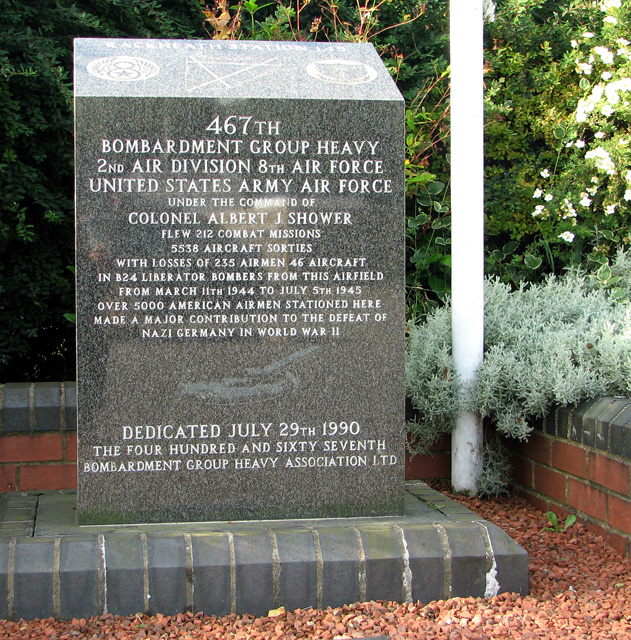 RACKHEATH STATION
467TH
BOMBARDMENT GROUP HEAVY
2ND AIR DIVISION 8TH AIR FORCE
UNITED STATES ARMY AIR FORCE
UNDER THE COMMAND OF
COLONEL ALBERT J. SHOWER
FLEW 212 COMBAT MISSIONS
5538 AIRCRAFT SORTIES
WITH LOSSES OF 235 AIRMEN 46 AIRCRAFT
IN B24 LIBERATOR BOMBERS FROM THIS AIRFIELD
FROM MARCH 11TH 1944 TO JULY 5TH 1945
OVER 5000 AMERICAN AIRMEN STATIONED HERE
MADE A MAJOR CONTRIBUTION TO THE DEFEAT OF
NAZI GERMANY IN WORLD WAR II
DEDICATED JULY 29TH 1990
THE FOUR HUNDRED AND SIXTY SEVENTH
BOMBARDMENT GROUP HEAVY ASSOCIATION LTD